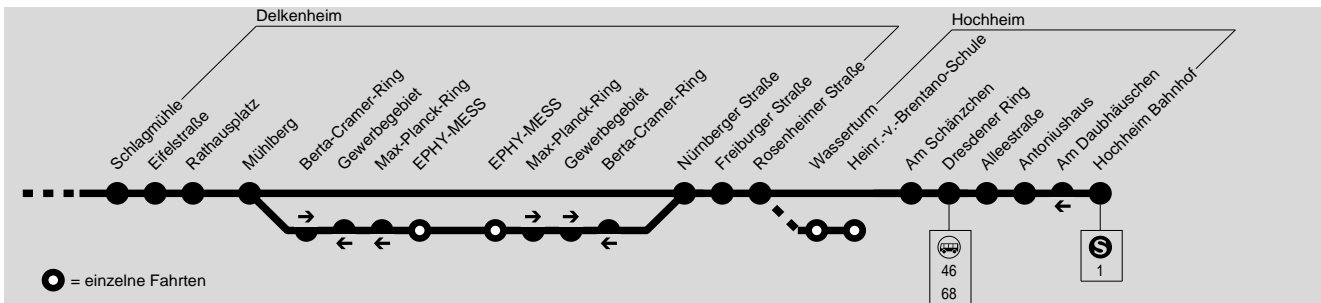 Delkenheim
Hochheim
Schlagmühle
Eifelstraße
Rathausplatz
Mühlberg
Berta-Cramer-Ring
Gewerbegebiet
Max-Planck-Ring
EPHY-MESS
EPHY-MESS
Max-Planck-Ring
Gewerbegebiet
Berta-Cramer-Ring
Nürnberger Straße
Freiburger Straße
Rosenheimer Straße
Wasserturm
Heinr.-v.-Brentano-Schule
Am Schänzchen
Dresdener Ring
Alleestraße
Antoniushaus
Am Daubhäuschen
Hochheim Bahnhof
46
68
S
1
= einzelne Fahrten